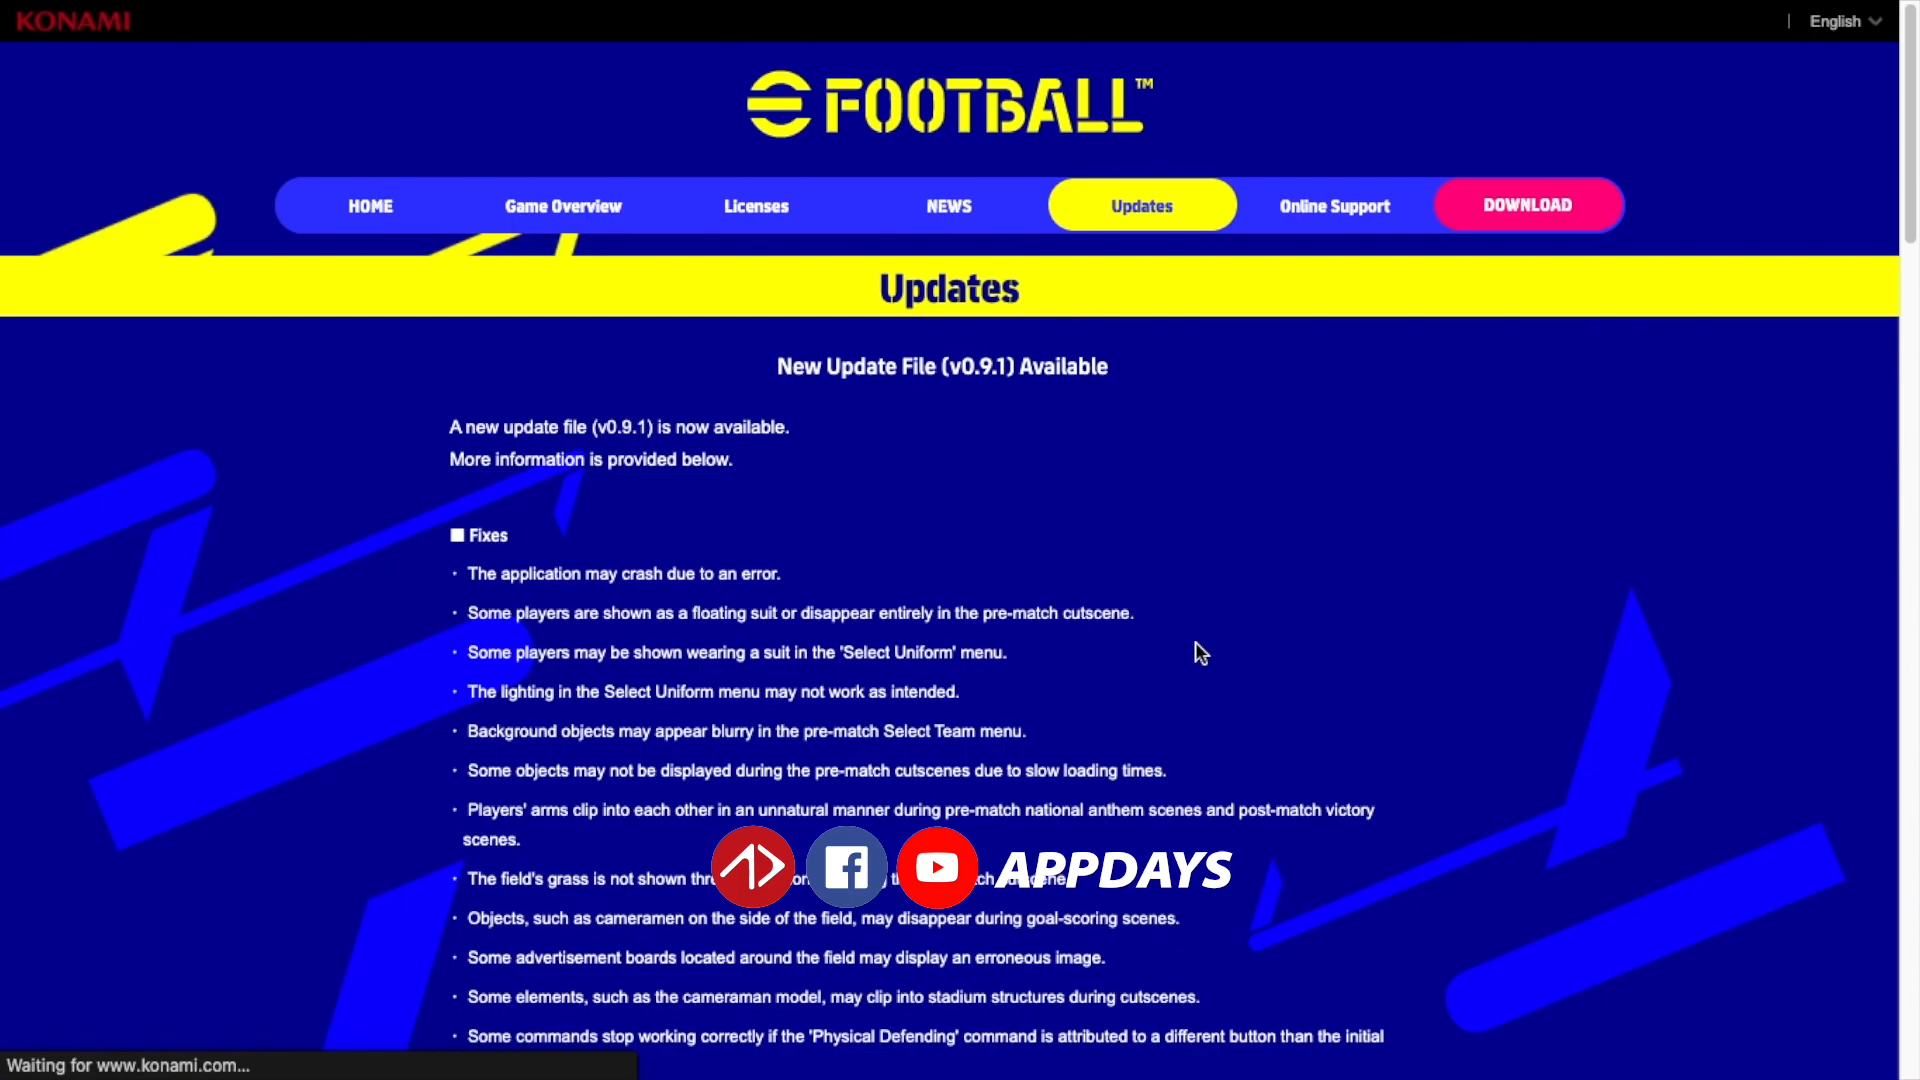 KONAMI
English
FOOTBALL™
HOME Game Overview Licenses NEWS Updates Online Support DOWNLOAD
Updates
New Update File (v0.9.1) Available
A new update file (v0.9.1) is now available.
More information is provided below.
■ Fixes
・ The application may crash due to an error.
・ Some players are shown as a floating suit or disappear entirely in the pre-match cutscene.
・ Some players may be shown wearing a suit in the 'Select Uniform' menu.
・ The lighting in the Select Uniform menu may not work as intended.
・ Background objects may appear blurry in the pre-match Select Team menu.
・ Some objects may not be displayed during the pre-match cutscenes due to slow loading times.
・ Players' arms clip into each other in an unnatural manner during pre-match national anthem scenes and post-match victory
scenes.
・ The field's grass is not shown
APPDAYS
・ Objects, such as cameramen on the side of the field, may disappear during goal-scoring scenes.
・ Some advertisement boards located around the field may display an erroneous image.
・ Some elements, such as the cameraman model, may clip into stadium structures during cutscenes.
・ Some commands stop working correctly if the 'Physical Defending' command is attributed to a different button than the initial
Waiting for www.konami.com...